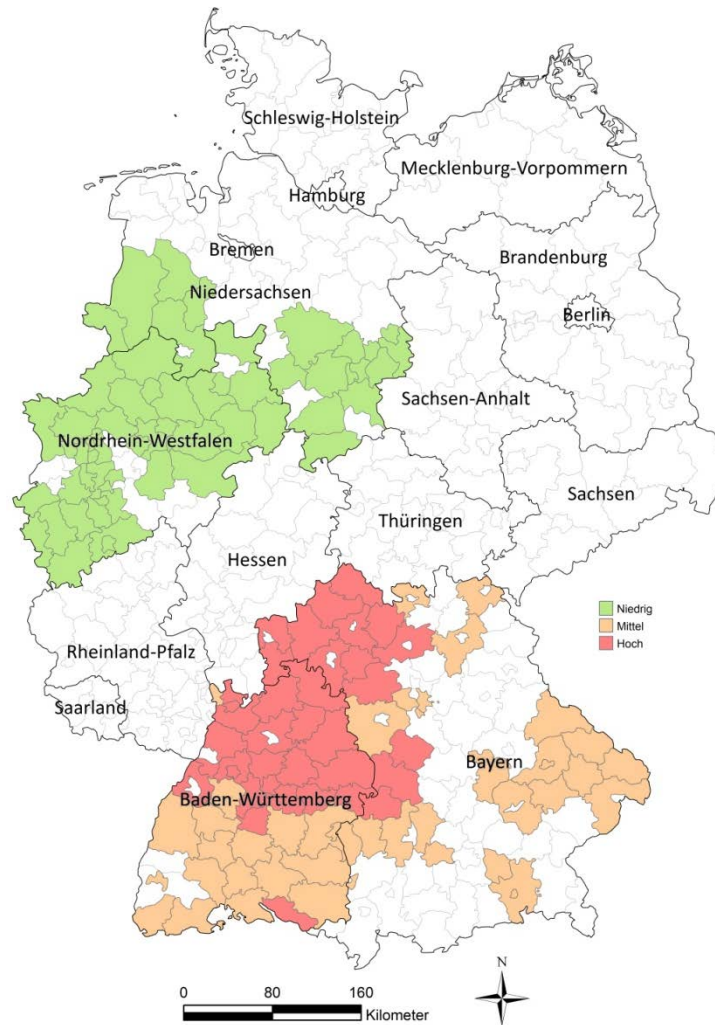 Schleswig-Holstein
Mecklenburg-Vorpommern
Hamburg
Bremen
Brandenburg
Niedersachsen
Berlin
Sachsen-Anhalt
Nordrhein-Westfalen
Sachsen
Thüringen
Hessen
Niedrig
Mittel
Hoch
Rheinland-Pfalz
Saarland
Bayern
Baden-Württemberg
N
0 80 160
Kilometer